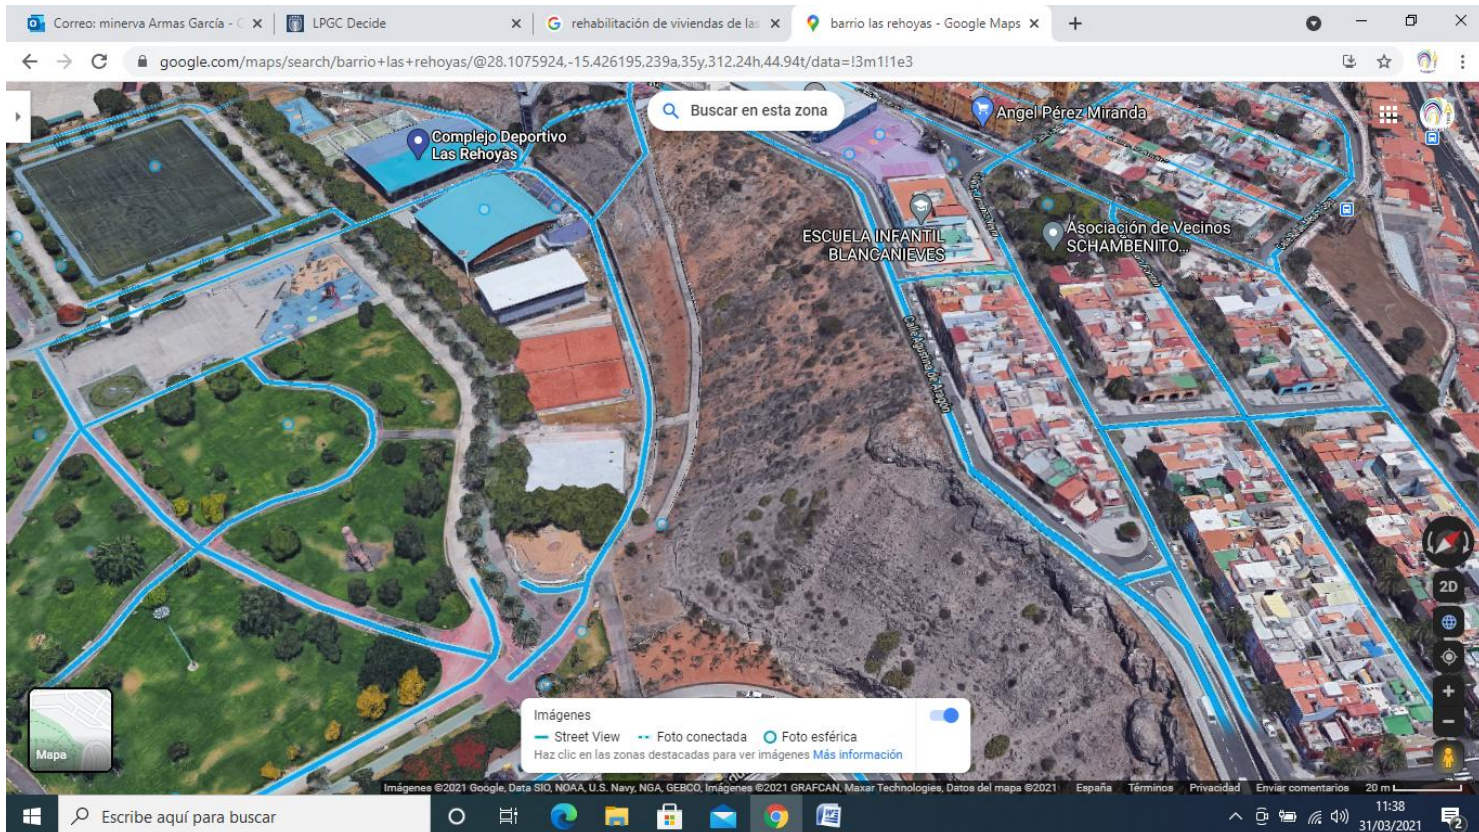 Correo: minerva Armas García - C
LPGC Decide
rehabilitación de viviendas de las
barrio las rehoyas - Google Maps
google.com/maps/search/barrio+las+rehoyas/@28.1075924,-15.426195,239a,35y,312.24h,44.94t/data=!3m1!1e3
Buscar en esta zona
Angel Pérez Miranda
Complejo Deportivo
Las Rehoyas
ESCUELA INFANTIL
BLANCANIEVES
Asociación de Vecinos
SCHAMBENITO...
Calle Agustina de Aragón
2D
Mapa
Imágenes
Street View
Foto conectada
Foto esférica
Haz clic en las zonas destacadas para ver imágenes Más información
Imágenes ©2021 Google, Data SIO, NOAA, U.S. Navy, NGA, GEBCO, Imágenes ©2021 GRAFCAN, Maxar Technologies, Datos del mapa ©2021 España Términos Privacidad Enviar comentarios 20 m
Escribe aquí para buscar
11:38
31/03/2021
2